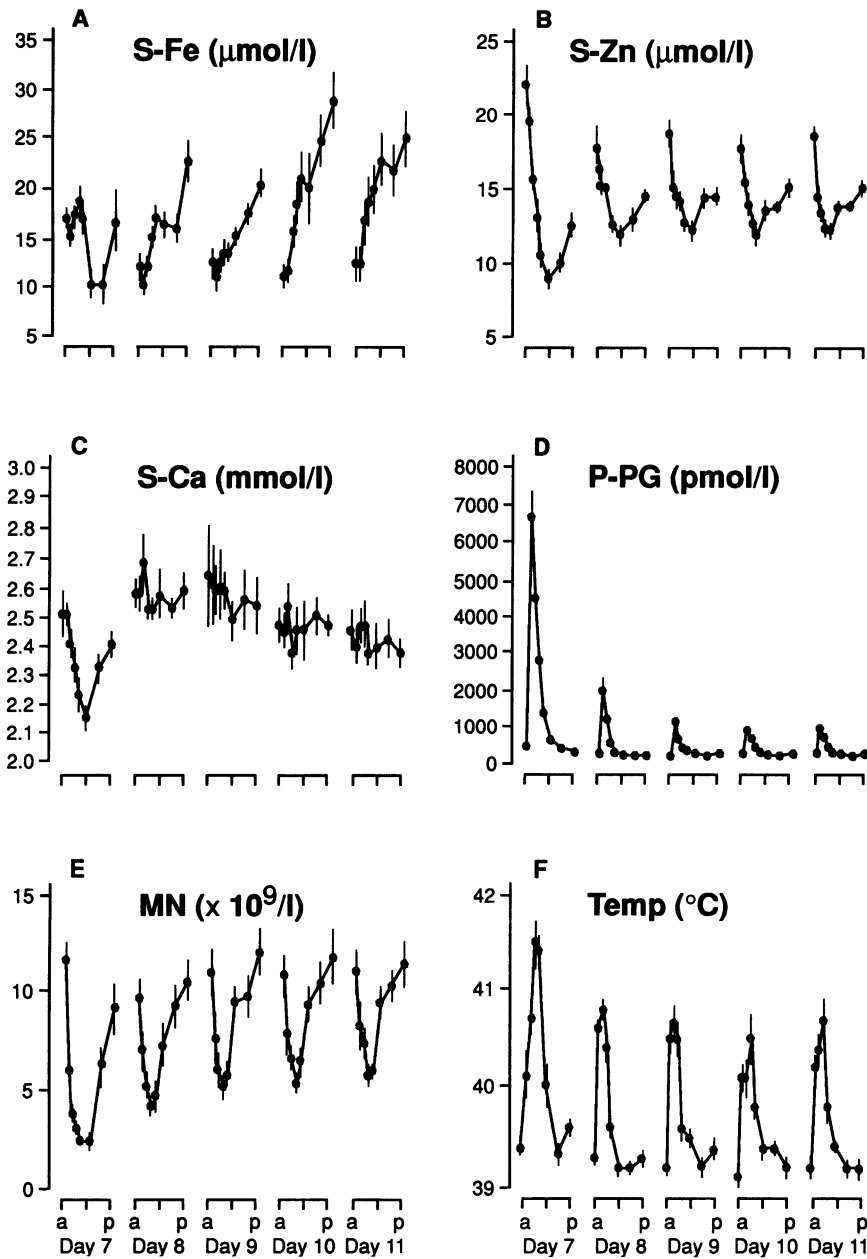 A
S-Fe (μmol/l)
35
30
25
20
15
10
5
B
S-Zn (μmol/l)
25
20
15
10
5
C
S-Ca (mmol/l)
3.0
2.9
2.8
2.7
2.6
2.5
2.4
2.3
2.2
2.1
2.0
D
P-PG (pmol/l)
8000
7000
6000
5000
4000
3000
2000
1000
0
E
MN (x 10⁹/l)
15
10
5
0
a p a p a p a p a p
Day 7 Day 8 Day 9 Day 10 Day 11
F
Temp (°C)
42
41
40
39
a p a p a p a p a p
Day 7 Day 8 Day 9 Day 10 Day 11